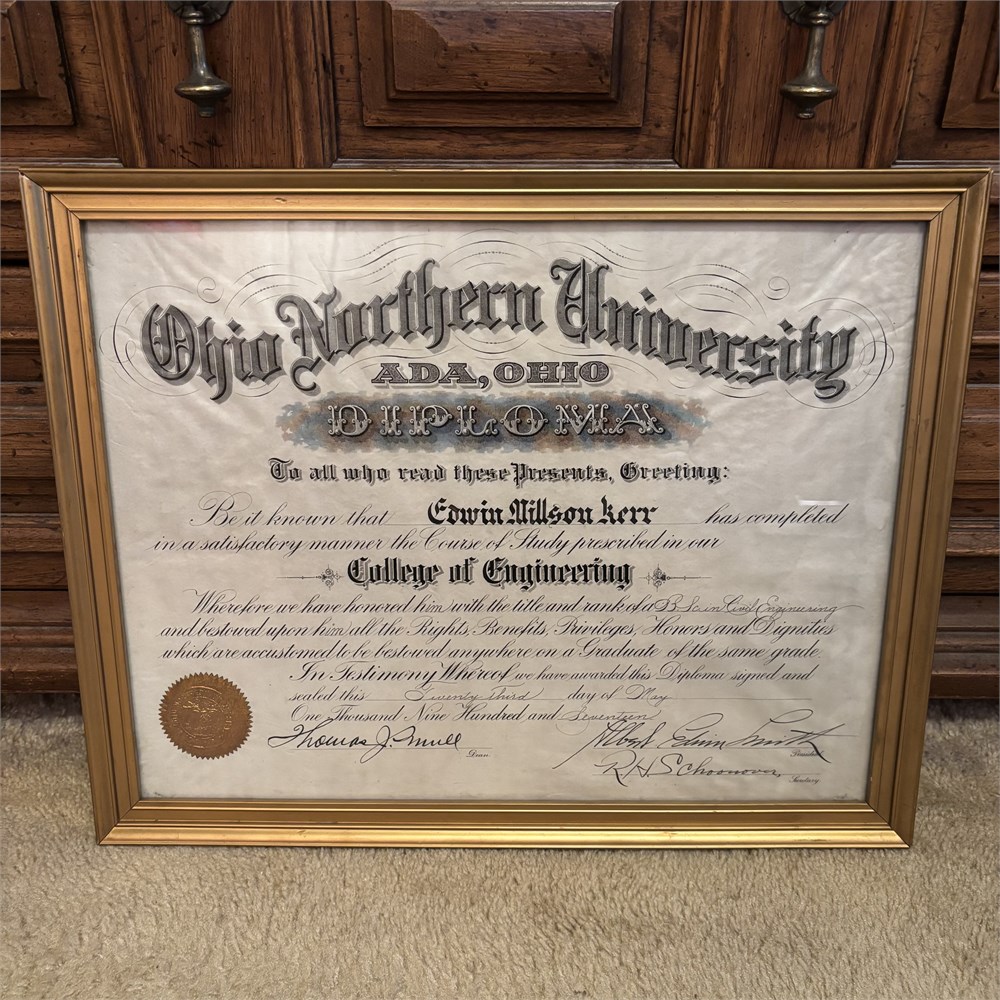 Ohio Northern University
ADA, OHIO
DIPLOMA
To all who read these Presents, Greeting:
Be it known that Edwin Millson Kerr has completed
in a satisfactory manner the Course of Study prescribed in our
College of Engineering
Wherefore we have honored him with the title and rank of a B.S. in Civil Engineering
and bestowed upon him all the Rights, Benefits, Privileges, Honors and Dignities
which are accustomed to be bestowed anywhere on a Graduate of the same grade.
In Testimony Whereof we have awarded this Diploma signed and
sealed this Twenty third day of May
One Thousand Nine Hundred and Seventeen
Thomas J. Smull Albert Edwin Smith
Dean President
R H Schoonover,
Secretary